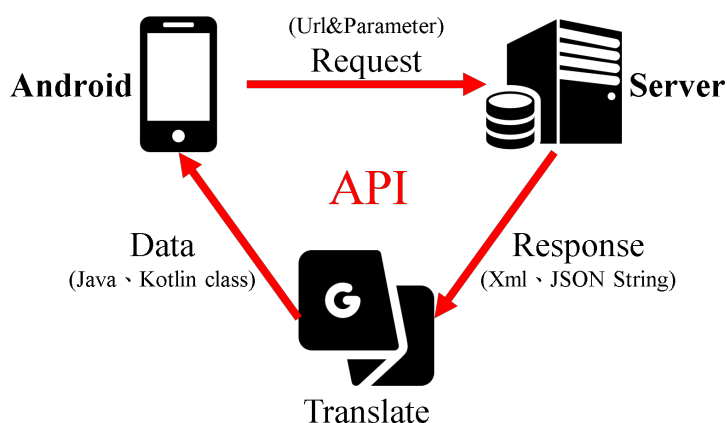 (Url&Parameter)
Request
Android
Server
API
Data
(Java、Kotlin class)
Response
(Xml、JSON String)
G
Translate